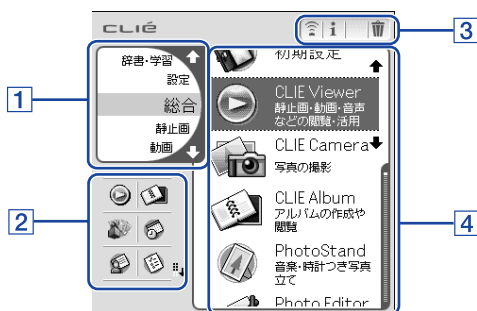 CLIÉ
i
3
1
辞書・学習
設定
総合
静止画
動画
2
初期設定
CLIE Viewer
静止画・動画・音声
などの閲覧・活用
CLIE Camera
写真の撮影
CLIE Album
アルバムの作成や
閲覧
PhotoStand
音楽・時計つき写真
立て
Photo Editor
4